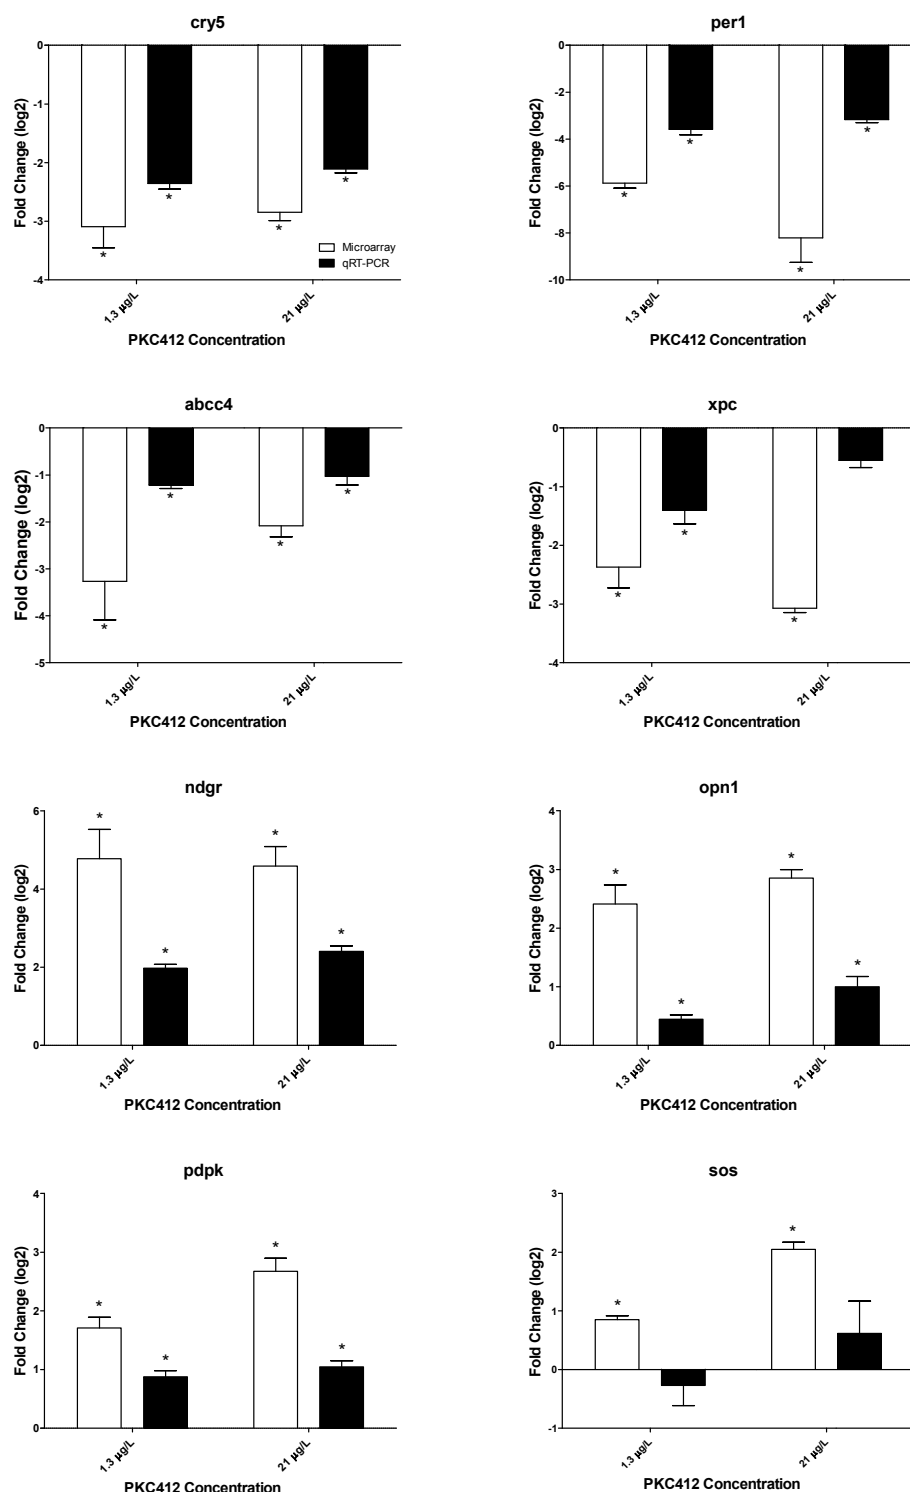 cry5
Fold Change (log2)
0
-1
-2
-3
-4
*
*
*
*
Microarray
qRT-PCR
1.3 µg/L
21 µg/L
PKC412 Concentration
per1
Fold Change (log2)
0
-2
-4
-6
-8
-10
*
*
*
*
1.3 µg/L
21 µg/L
PKC412 Concentration
abcc4
Fold Change (log2)
0
-1
-2
-3
-4
-5
*
*
*
*
1.3 µg/L
21 µg/L
PKC412 Concentration
xpc
Fold Change (log2)
0
-1
-2
-3
-4
*
*
*
1.3 µg/L
21 µg/L
PKC412 Concentration
ndgr
Fold Change (log2)
6
4
2
0
*
*
*
*
1.3 µg/L
21 µg/L
PKC412 Concentration
opn1
Fold Change (log2)
4
3
2
1
0
*
*
*
*
1.3 µg/L
21 µg/L
PKC412 Concentration
pdpk
Fold Change (log2)
4
3
2
1
0
*
*
*
*
1.3 µg/L
21 µg/L
PKC412 Concentration
sos
Fold Change (log2)
3
2
1
0
-1
*
*
1.3 µg/L
21 µg/L
PKC412 Concentration